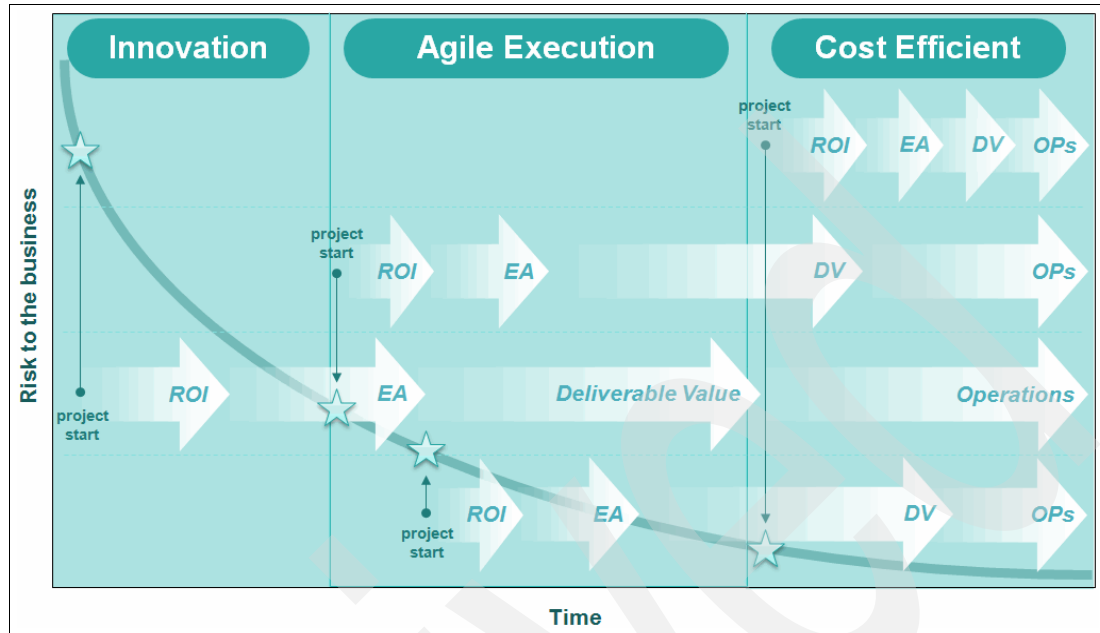 Innovation
Agile Execution
Cost Efficient
project
start
ROI
EA
DV
OPs
project
start
ROI
EA
DV
OPs
ROI
EA
Deliverable Value
Operations
project
start
ROI
EA
DV
OPs
project
start
Risk to the business
Time